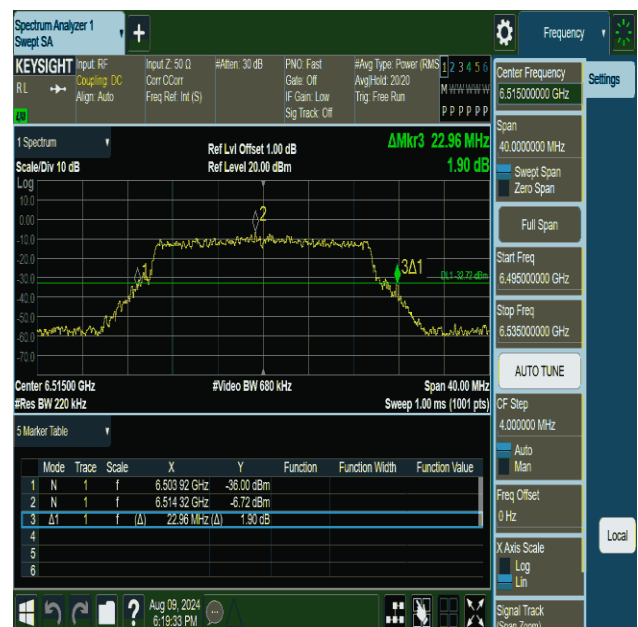 Spectrum Analyzer 1
Swept SA
Frequency
KEYSIGHT
RL
Input: RF
Coupling: DC
Align: Auto
Input Z: 50 Ω
Corr CCorr
Freq Ref: Int (S)
#Atten: 30 dB
PNO: Fast
Gate: Off
IF Gain: Low
Sig Track: Off
#Avg Type: Power (RMS
Avg|Hold: 20/20
Trig: Free Run
1 2 3 4 5 6
M W W W W W
P P P P P P
Center Frequency
6.515000000 GHz
Settings
Span
40.0000000 MHz
Swept Span
Zero Span
Full Span
Start Freq
6.495000000 GHz
Stop Freq
6.535000000 GHz
AUTO TUNE
CF Step
4.000000 MHz
Auto
Man
Freq Offset
0 Hz
X Axis Scale
Log
Lin
Signal Track
(Span Zoom)
Local
1 Spectrum
Scale/Div 10 dB
Ref Lvl Offset 1.00 dB
Ref Level 20.00 dBm
ΔMkr3 22.96 MHz
1.90 dB
Log
10.0
0.00
-10.0
-20.0
-30.0
-40.0
-50.0
-60.0
-70.0
1
2
3Δ1
DL1 -32.72 dBm
Center 6.51500 GHz
#Video BW 680 kHz
Span 40.00 MHz
#Res BW 220 kHz
Sweep 1.00 ms (1001 pts)
5 Marker Table
Mode Trace Scale X Y Function Function Width Function Value
1 N 1 f 6.503 92 GHz -36.00 dBm
2 N 1 f 6.514 32 GHz -6.72 dBm
3 Δ1 1 f (Δ) 22.96 MHz (Δ) 1.90 dB
4
5
6
?
Aug 09, 2024
6:19:33 PM